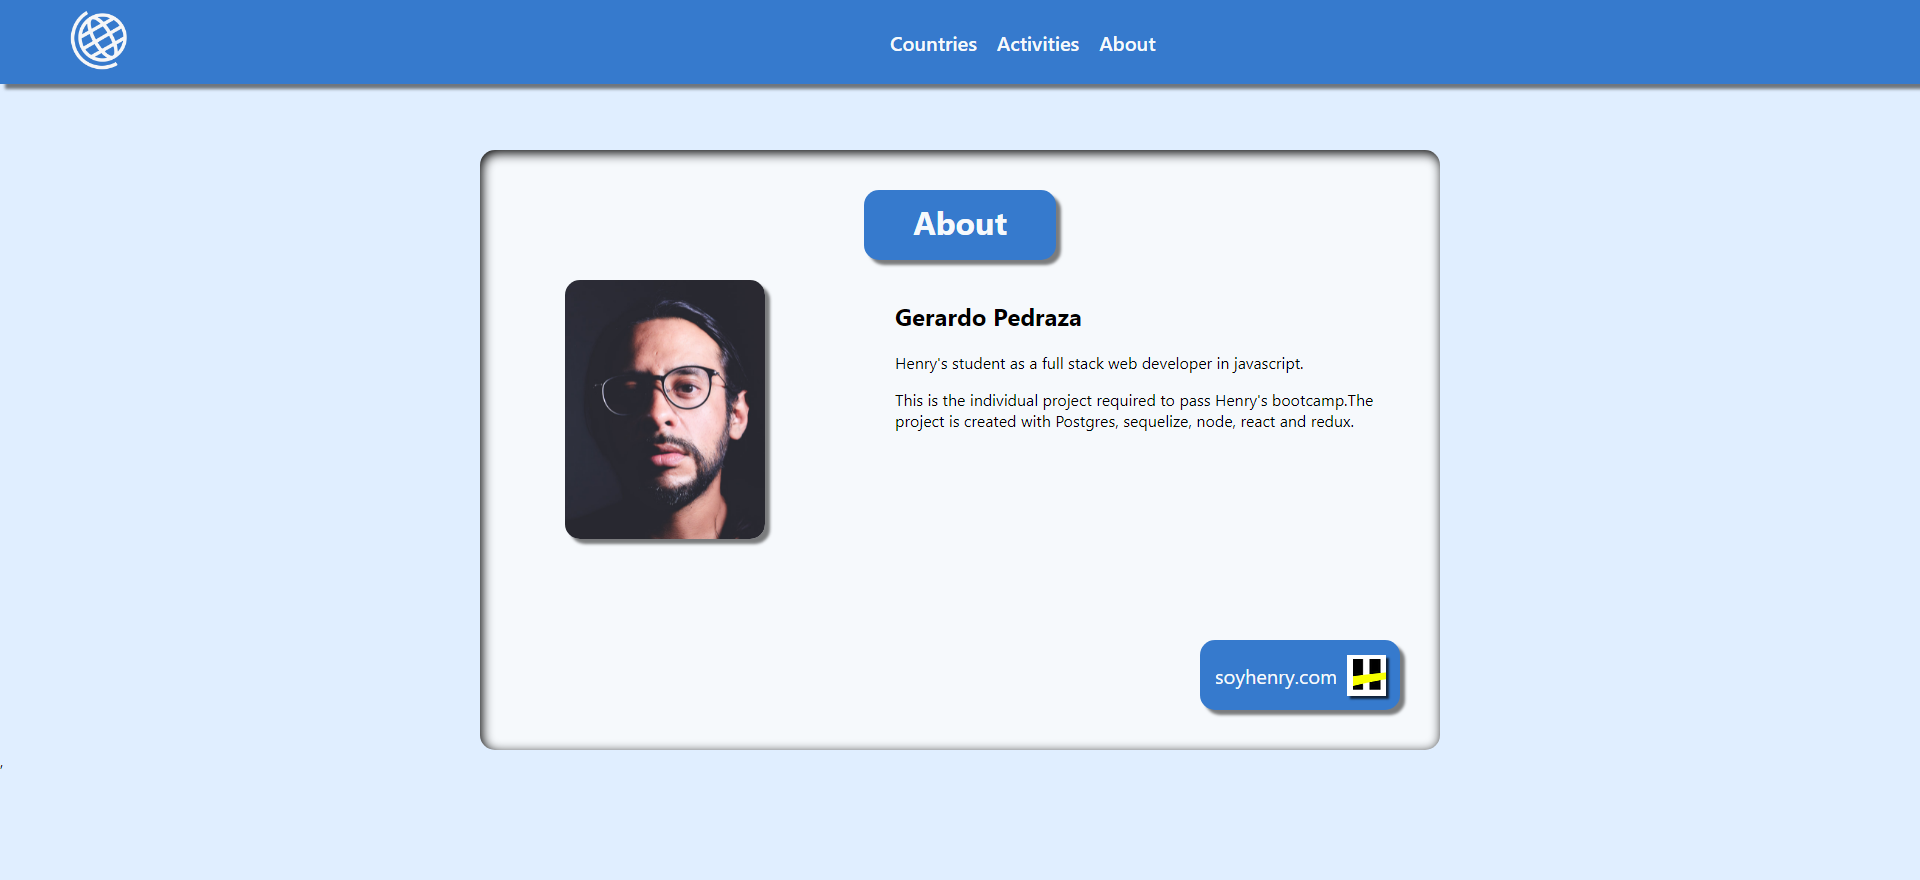 Countries Activities About
About
Gerardo Pedraza
Henry's student as a full stack web developer in javascript.
This is the individual project required to pass Henry's bootcamp.The
project is created with Postgres, sequelize, node, react and redux.
soyhenry.com H
,